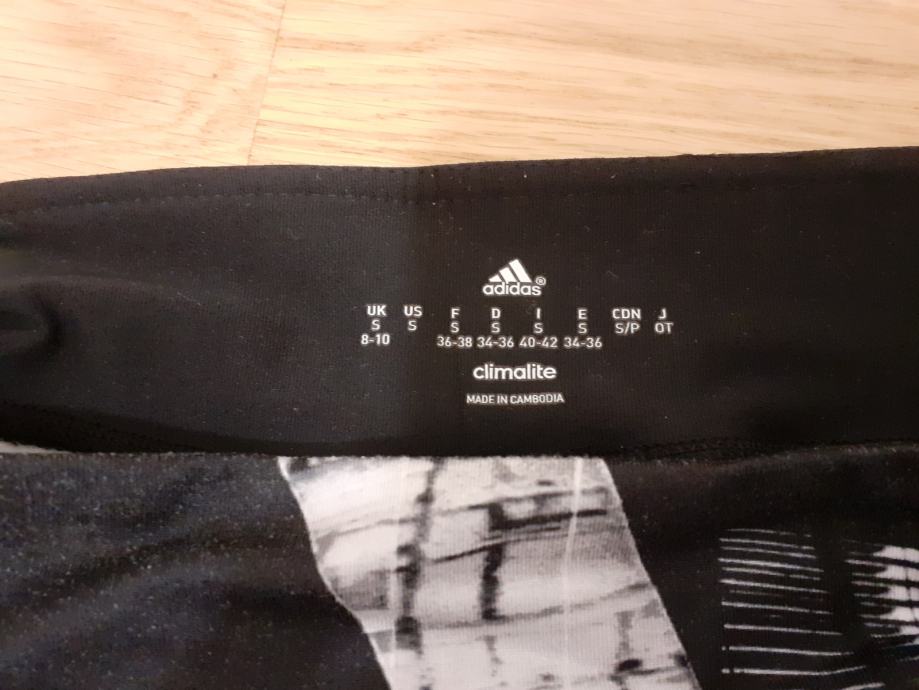 adidas®
UK US F D I E CDN J
S S S S S S S/P OT
8-10 36-38 34-36 40-42 34-36
climalite
MADE IN CAMBODIA